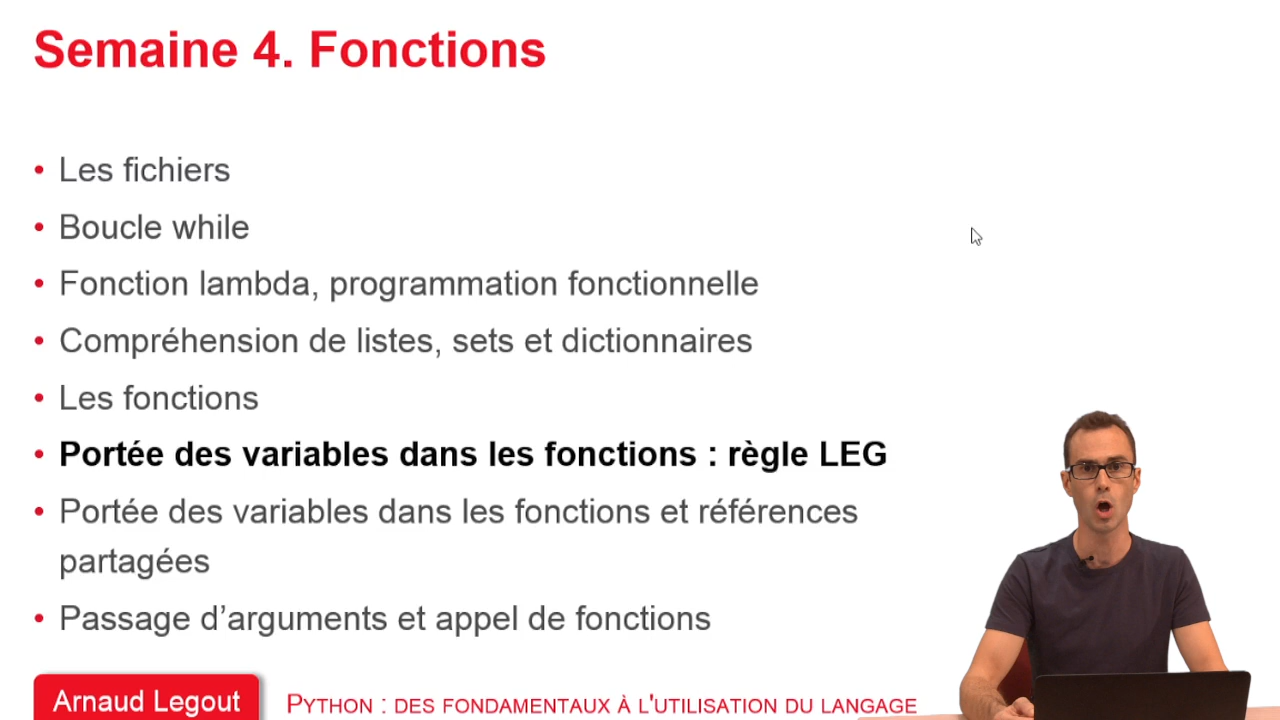 Semaine 4. Fonctions
• Les fichiers
• Boucle while
• Fonction lambda, programmation fonctionnelle
• Compréhension de listes, sets et dictionnaires
• Les fonctions
• Portée des variables dans les fonctions : règle LEG
• Portée des variables dans les fonctions et références
partagées
• Passage d’arguments et appel de fonctions
Arnaud Legout
PYTHON : DES FONDAMENTAUX À L'UTILISATION DU LANGAGE